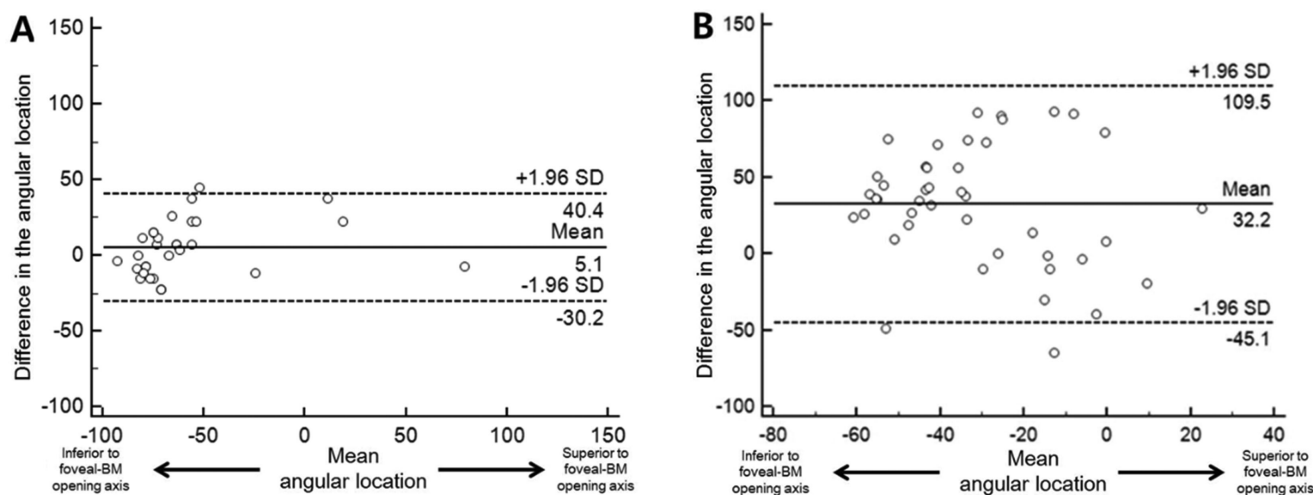 A
Difference in the angular location
150
100
50
0
-50
-100
+1.96 SD
40.4
Mean
5.1
-1.96 SD
-30.2
-100
-50
0
50
100
150
Inferior to
foveal-BM
opening axis
Mean
angular location
Superior to
foveal-BM
opening axis
B
Difference in the angular location
150
100
50
0
-50
-100
+1.96 SD
109.5
Mean
32.2
-1.96 SD
-45.1
-80
-60
-40
-20
0
20
40
Inferior to
foveal-BM
opening axis
Mean
angular location
Superior to
foveal-BM
opening axis